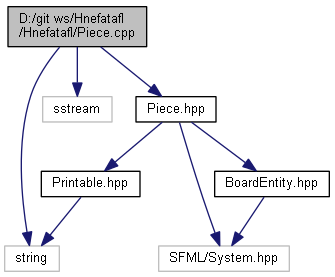 D:/git ws/Hnefatafl
/Hnefatafl/Piece.cpp
sstream
Piece.hpp
Printable.hpp
BoardEntity.hpp
string
SFML/System.hpp